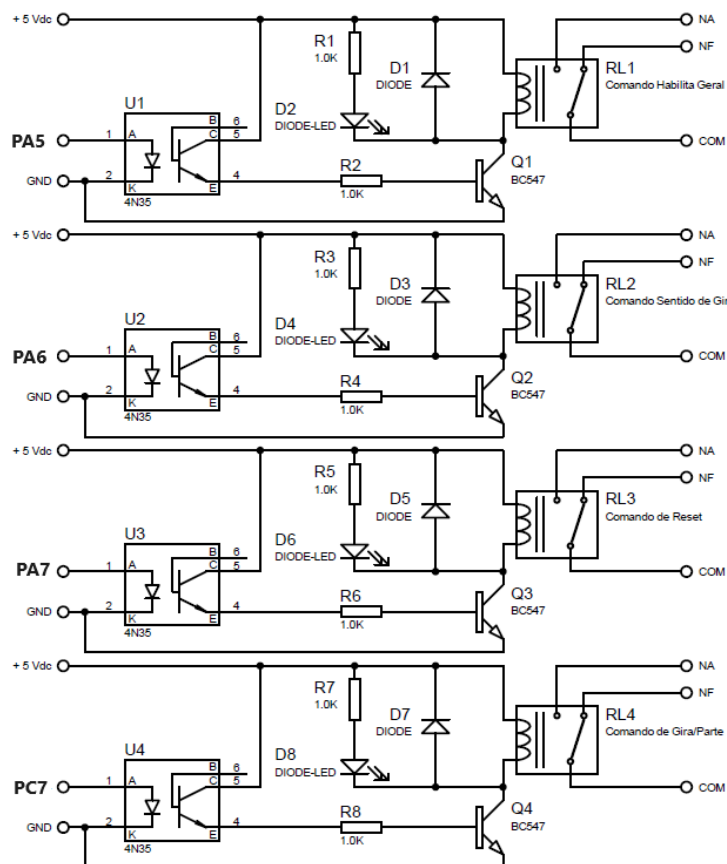 + 5 Vdc
NA
R1
1.0K
D1
DIODE
NF
RL1
Comando Habilita Geral
U1
D2
DIODE-LED
B 6
C 5
PA5
1 A
COM
GND
2 K
E 4
R2
1.0K
Q1
BC547
4N35
+ 5 Vdc
NA
R3
1.0K
D3
DIODE
NF
RL2
Comando Sentido de Gir
U2
D4
DIODE-LED
B 6
C 5
PA6
1 A
COM
GND
2 K
E 4
R4
1.0K
Q2
BC547
4N35
+ 5 Vdc
NA
R5
1.0K
D5
DIODE
NF
RL3
Comando de Reset
U3
D6
DIODE-LED
B 6
C 5
PA7
1 A
COM
GND
2 K
E 4
R6
1.0K
Q3
BC547
4N35
+ 5 Vdc
NA
R7
1.0K
D7
DIODE
NF
RL4
Comando de Gira/Parte
U4
D8
DIODE-LED
B 6
C 5
PC7
1 A
COM
GND
2 K
E 4
R8
1.0K
Q4
BC547
4N35